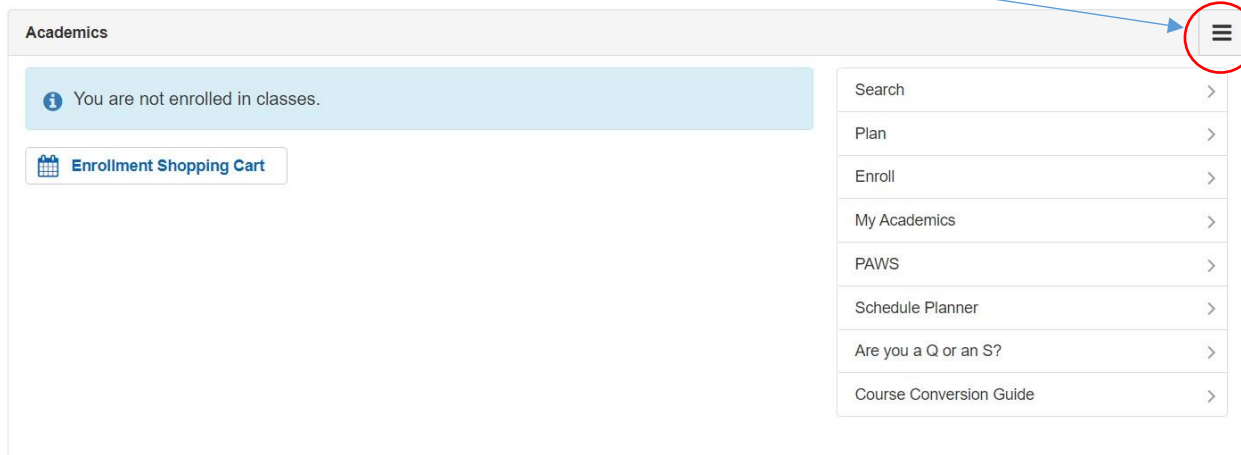 Academics
You are not enrolled in classes.
Enrollment Shopping Cart
Search
Plan
Enroll
My Academics
PAWS
Schedule Planner
Are you a Q or an S?
Course Conversion Guide